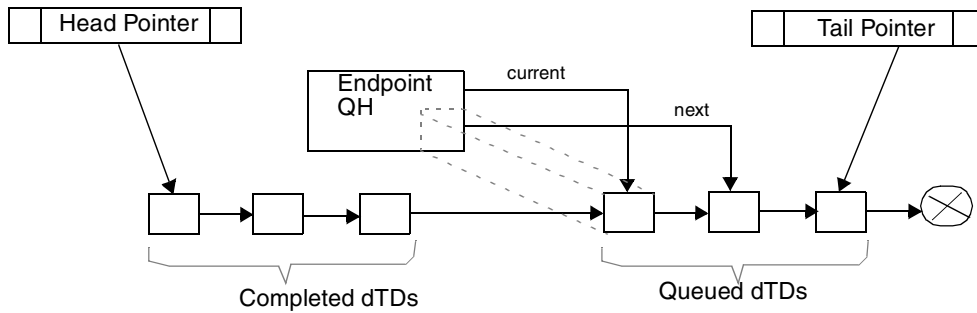 Head Pointer
Tail Pointer
Endpoint
QH
current
next
Completed dTDs
Queued dTDs